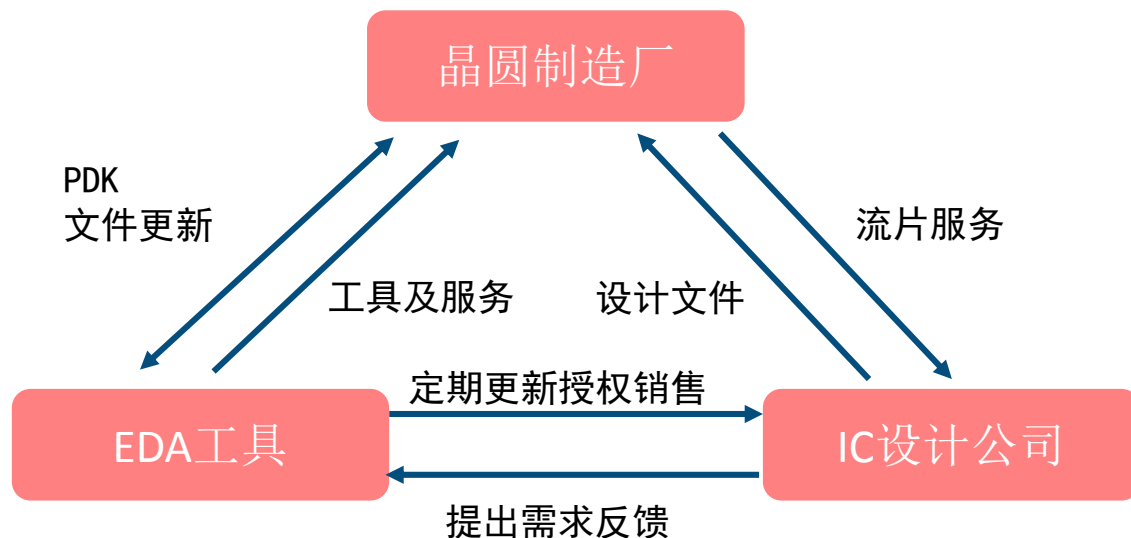 晶圆制造厂
PDK
文件更新
流片服务
工具及服务
设计文件
定期更新授权销售
EDA工具
IC设计公司
提出需求反馈